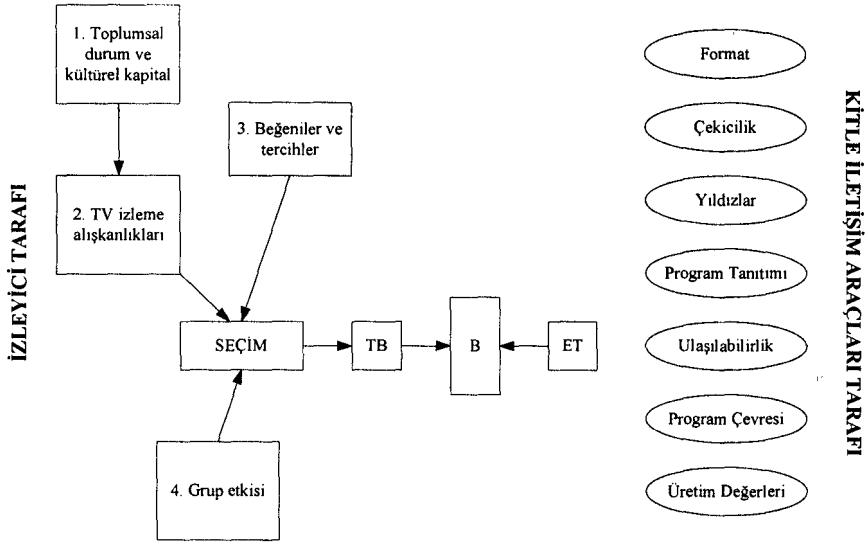 İZLEYİCİ TARAFI
1. Toplumsal
durum ve
kültürel kapital
2. TV izleme
alışkanlıkları
3. Beğeniler ve
tercihler
SEÇİM
TB
B
ET
4. Grup etkisi
Format
Çekicilik
Yıldızlar
Program Tanıtımı
Ulaşılabilirlik
Program Çevresi
Üretim Değerleri
KİTLE İLETİŞİM ARAÇLARI TARAFI